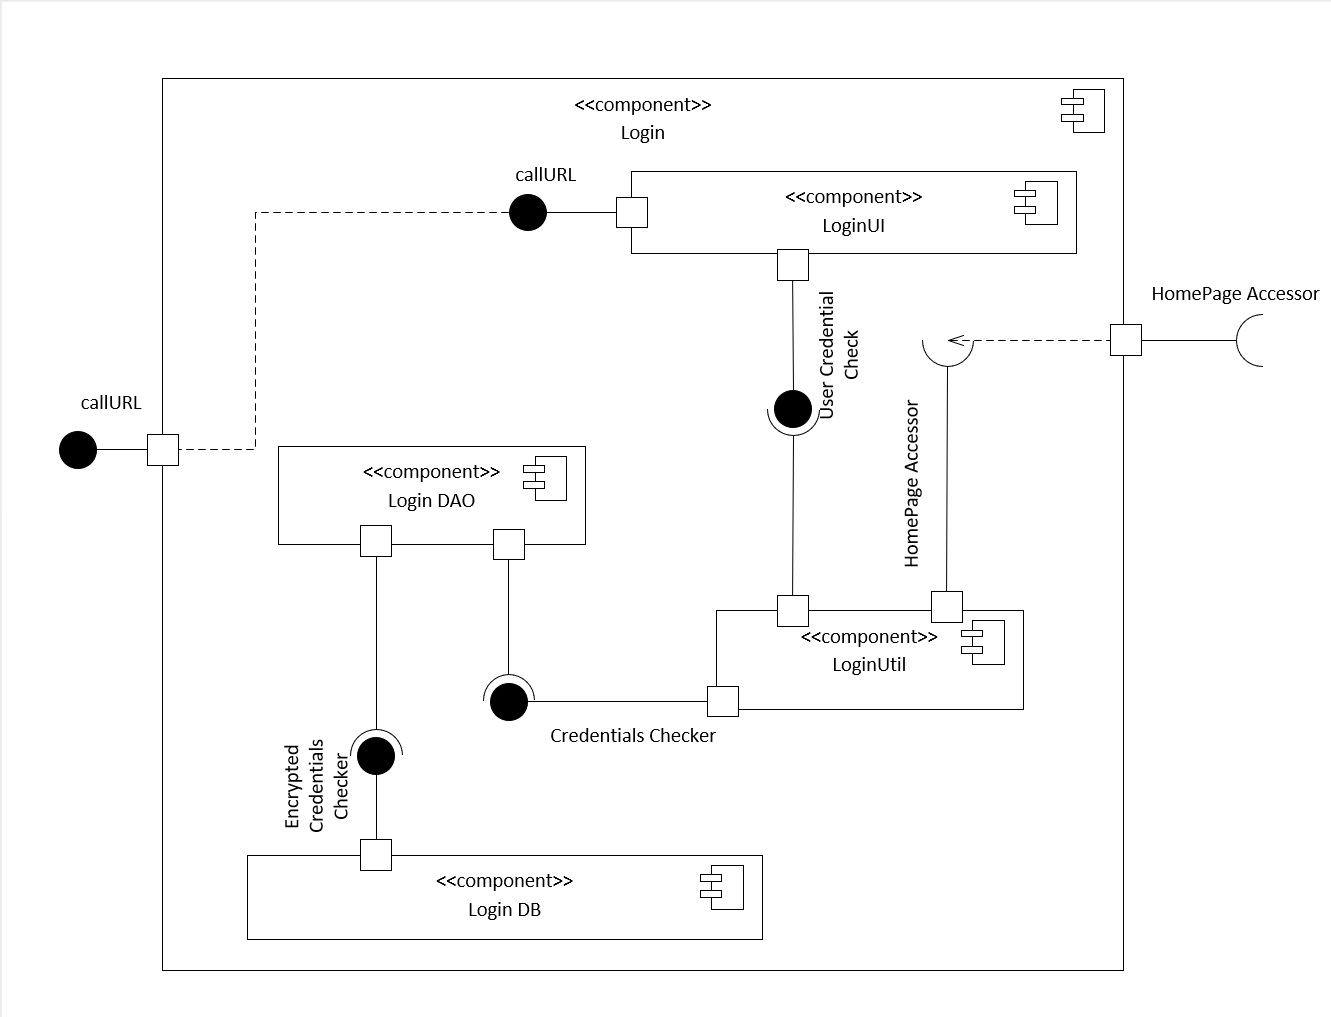 <<component>>
Login
callURL
<<component>>
LoginUI
HomePage Accessor
User Credential
Check
callURL
HomePage Accessor
<<component>>
Login DAO
<<component>>
LoginUtil
Credentials Checker
Encrypted
Credentials
Checker
<<component>>
Login DB